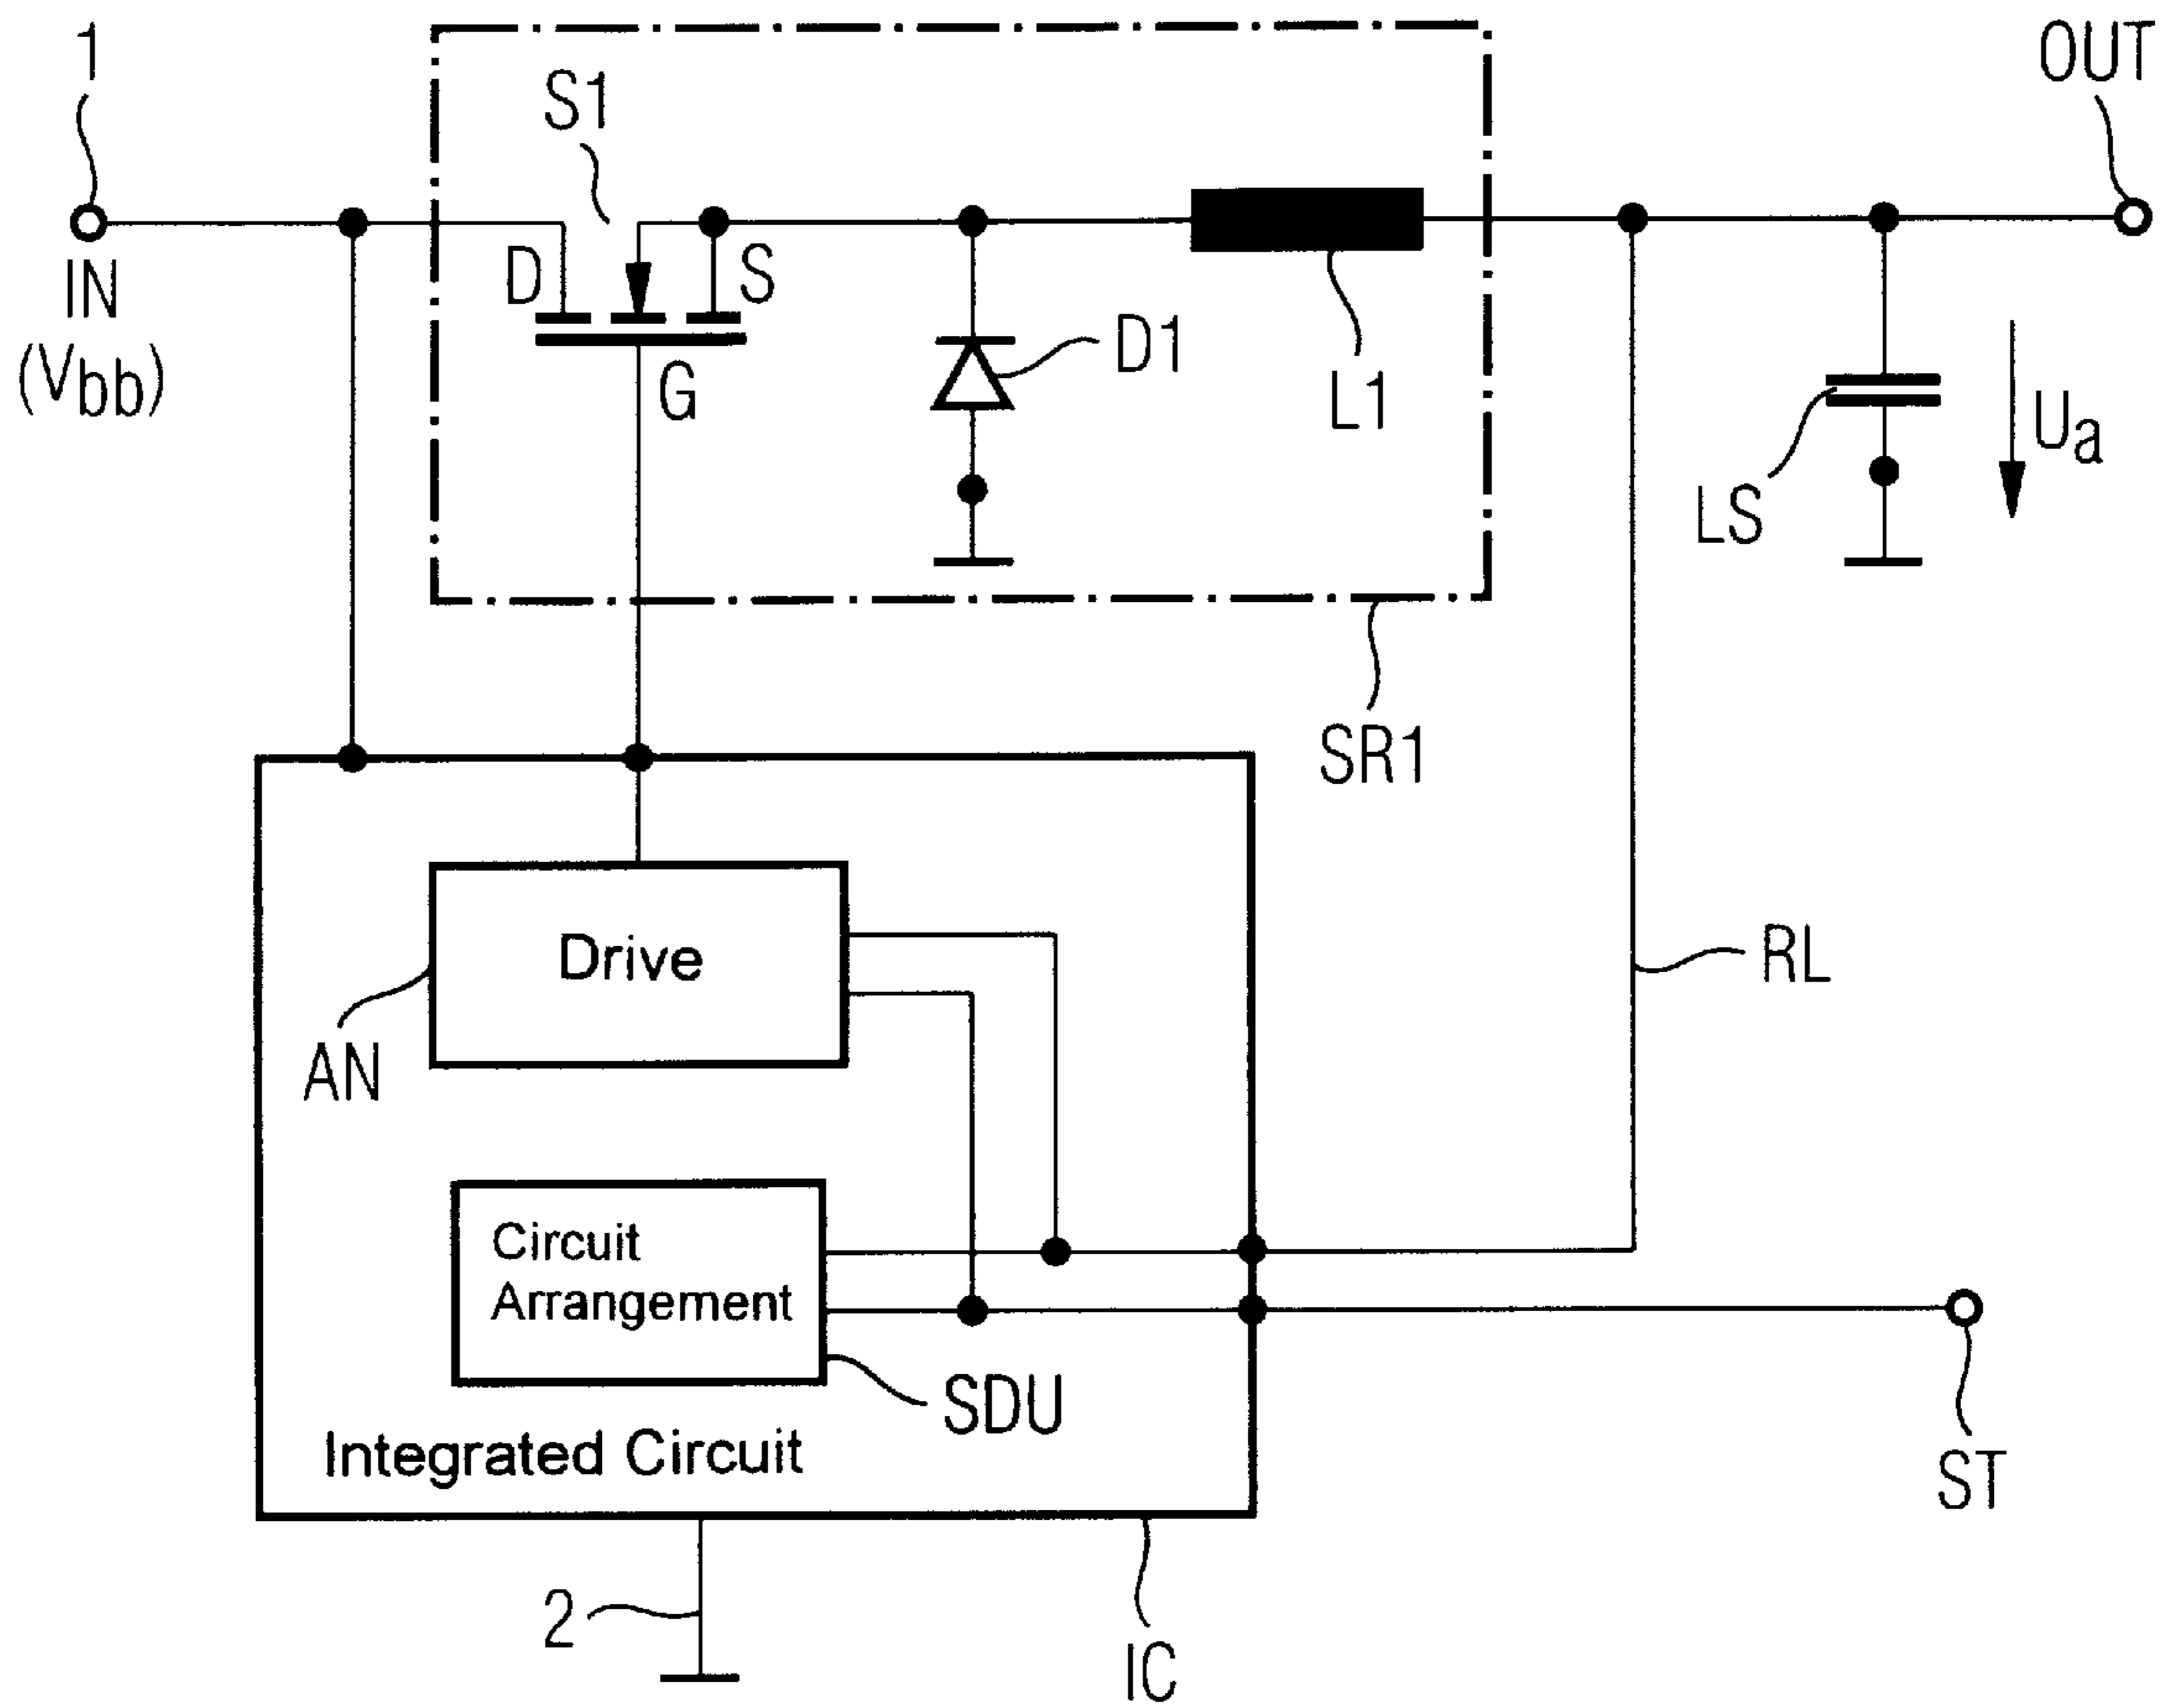 1
OUT
S1
IN
(Vbb)
D
S
G
D1
L1
LS
Ua
SR1
Drive
AN
RL
Circuit
Arrangement
SDU
Integrated Circuit
ST
2
IC